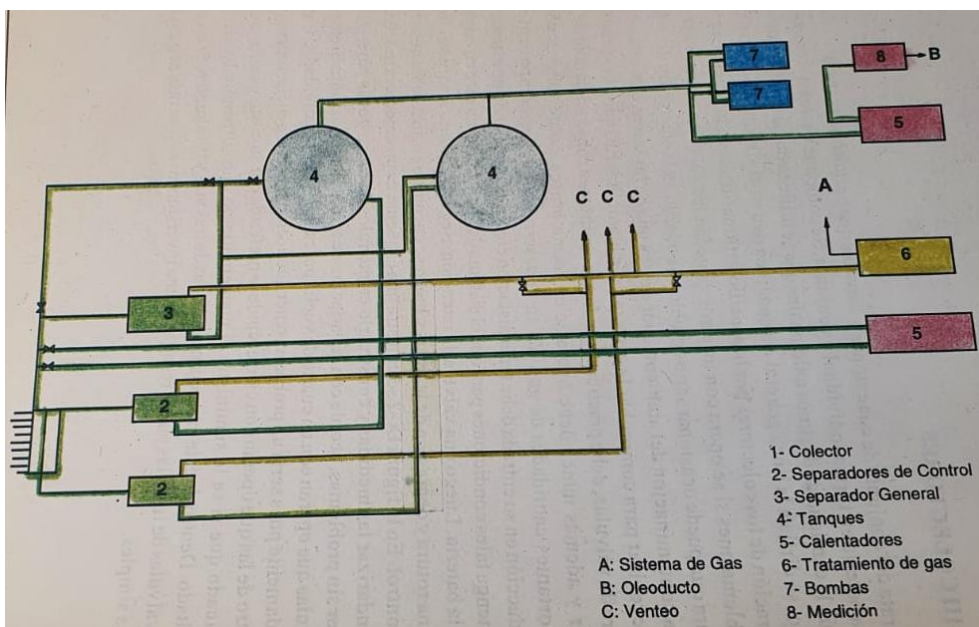 7
8
B
7
5
4
4
C
C
C
A
6
3
5
2
2
1- Colector
2- Separadores de Control
3- Separador General
4- Tanques
5- Calentadores
6- Tratamiento de gas
7- Bombas
8- Medición
A: Sistema de Gas
B: Oleoducto
C: Venteo